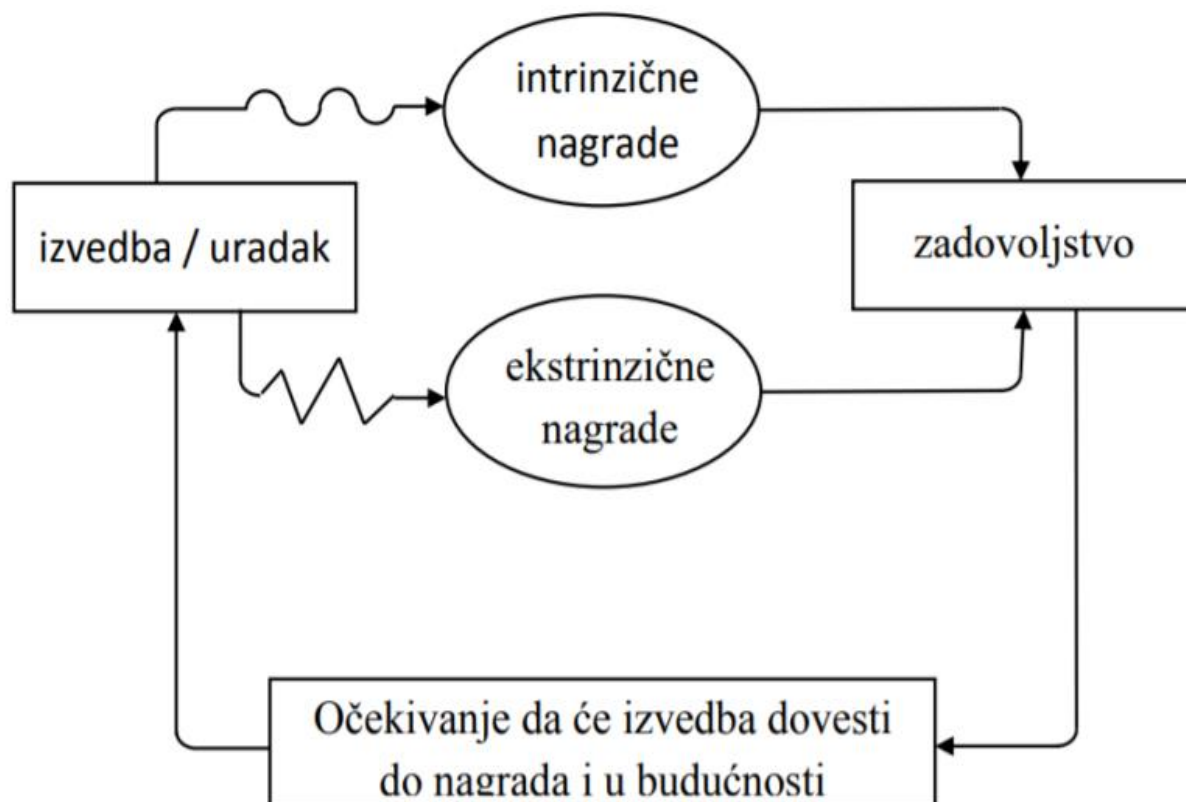 intrinzične
nagrade
izvedba / uradak
zadovoljstvo
ekstrinzične
nagrade
Očekivanje da će izvedba dovesti
do nagrada i u budućnosti